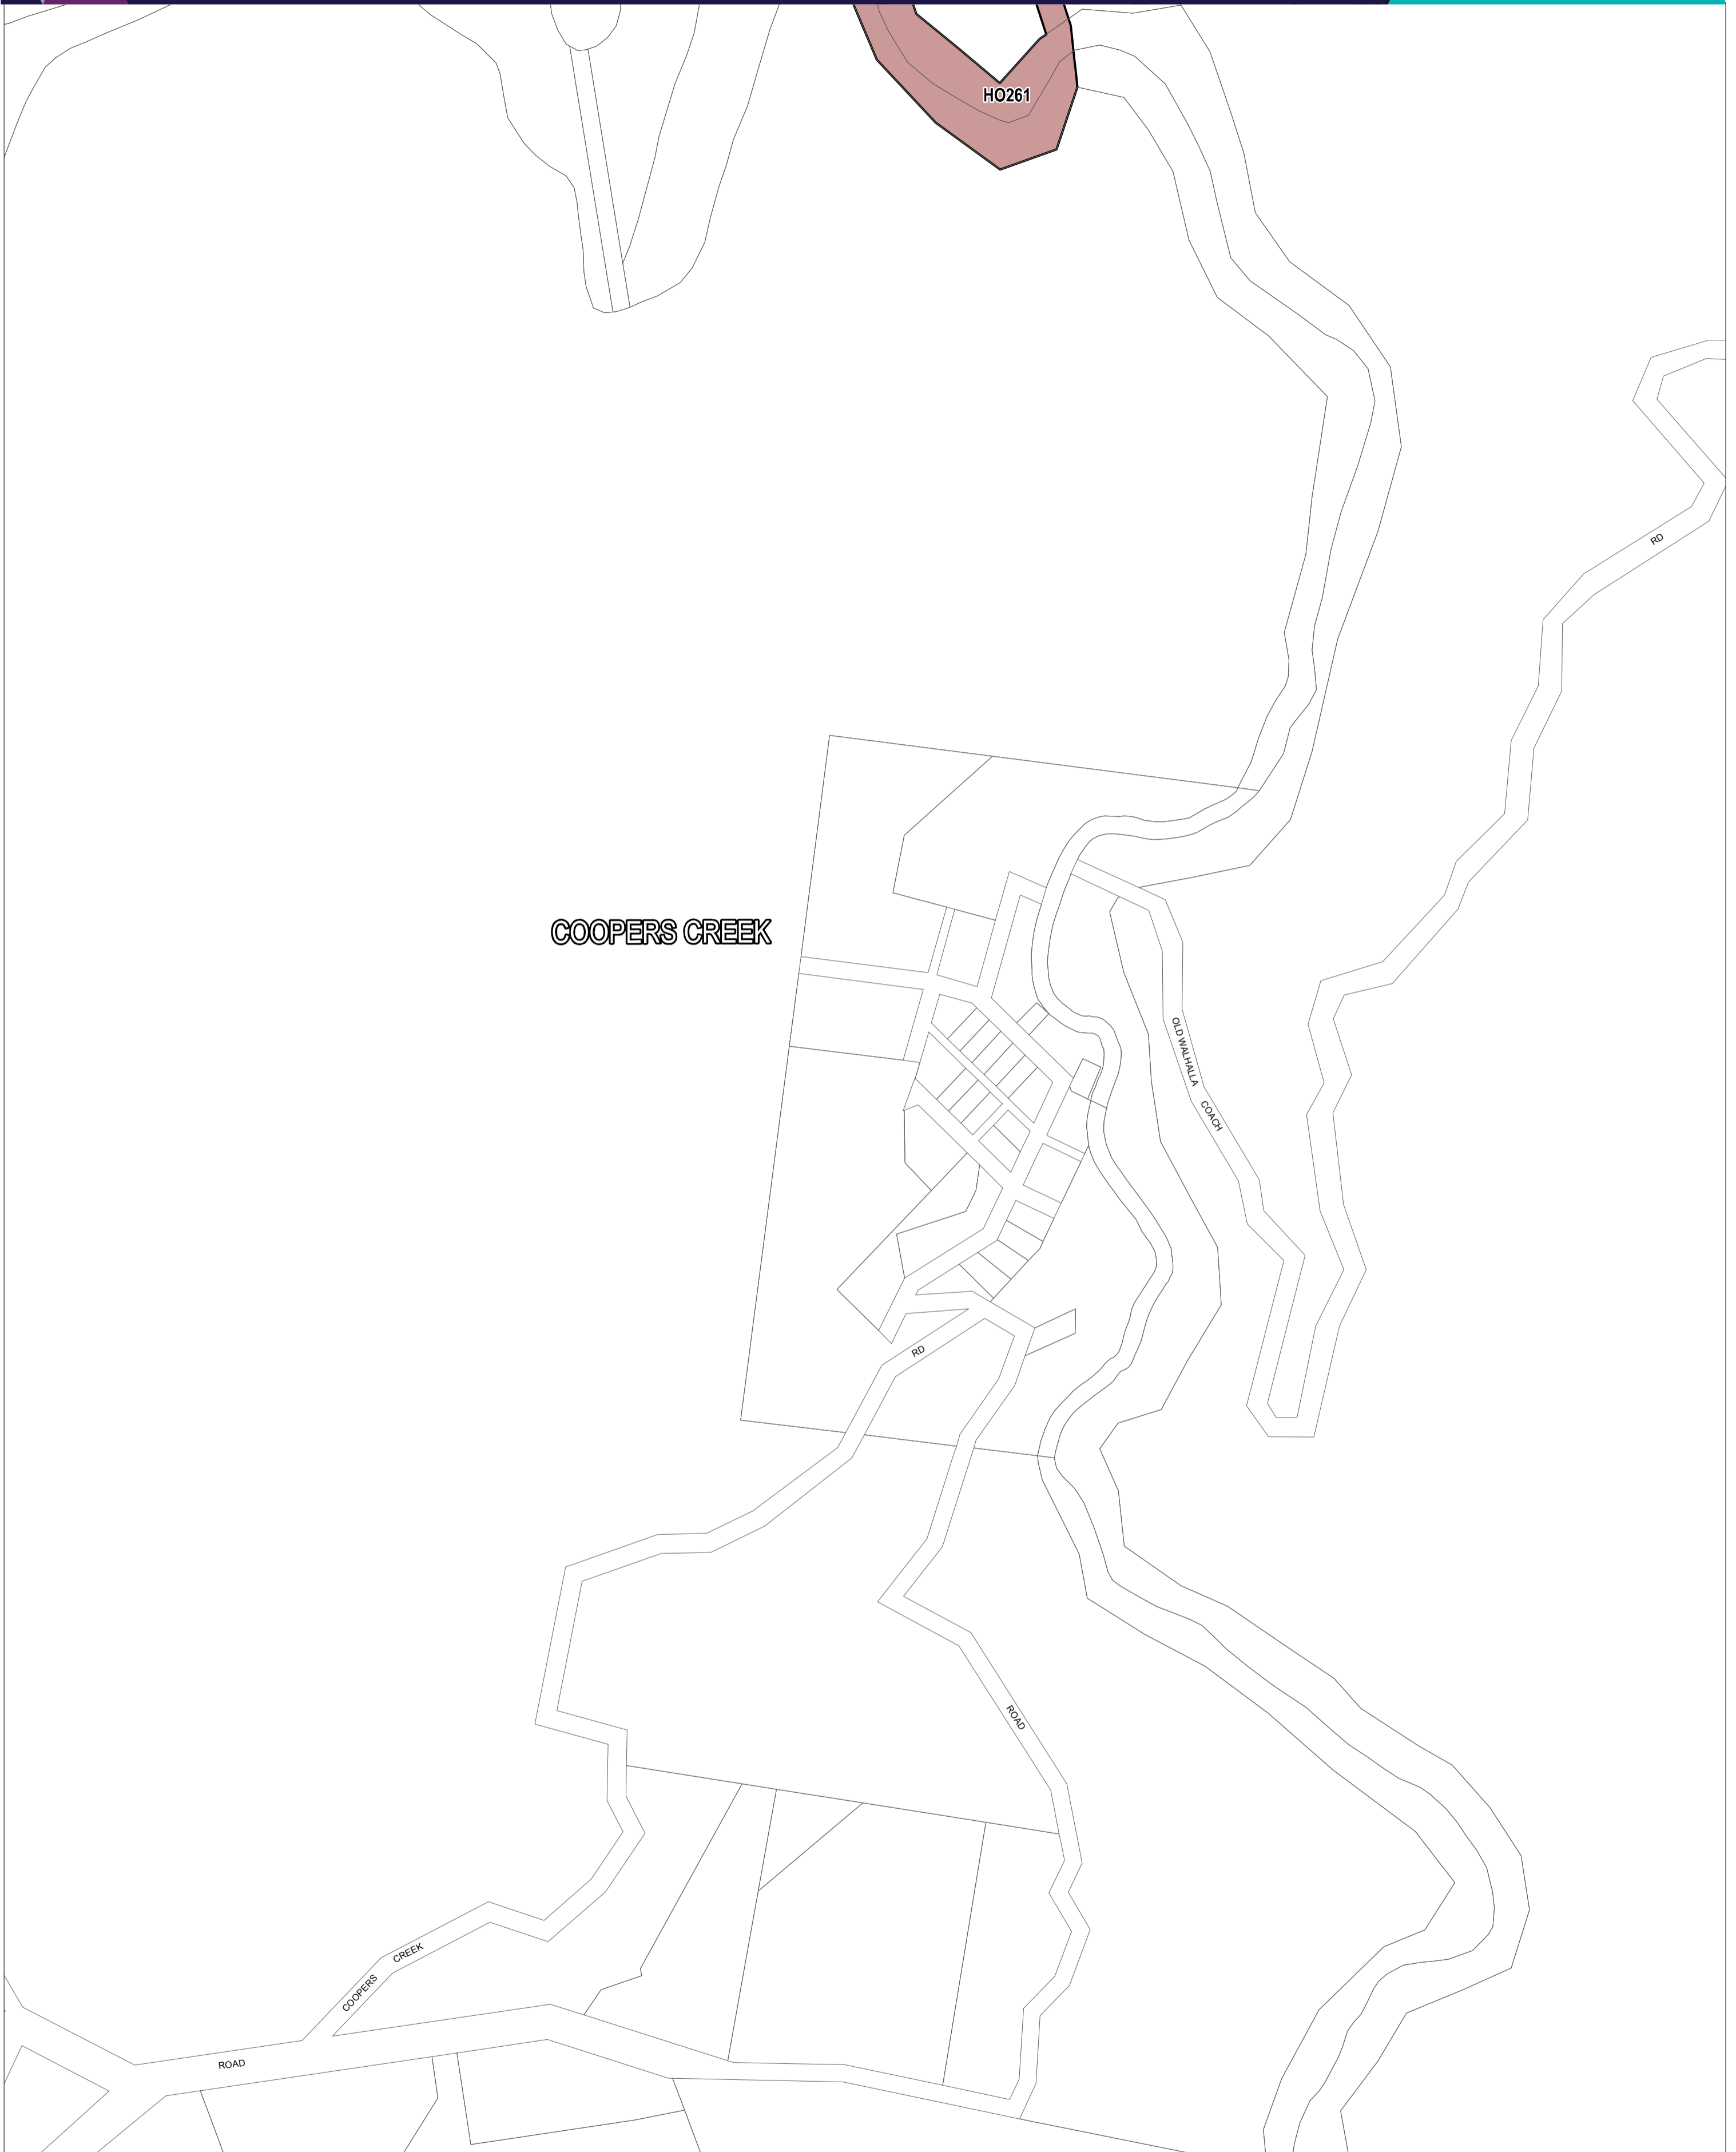 HO261
RD
COOPERS CREEK
OLD WALHALLA
COACH
RD
ROAD
CREEK
COOPERS
ROAD